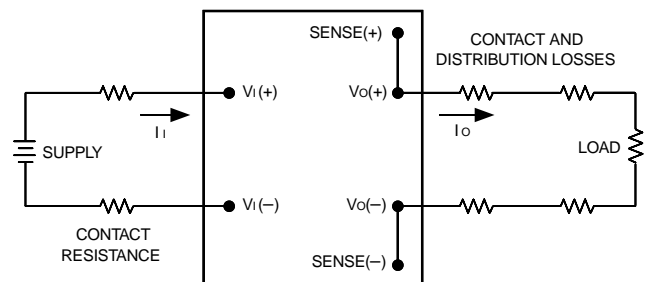 SENSE(+)
CONTACT AND
DISTRIBUTION LOSSES
VI(+)
VO(+)
II
IO
SUPPLY
LOAD
VI(–)
VO(–)
CONTACT
RESISTANCE
SENSE(–)